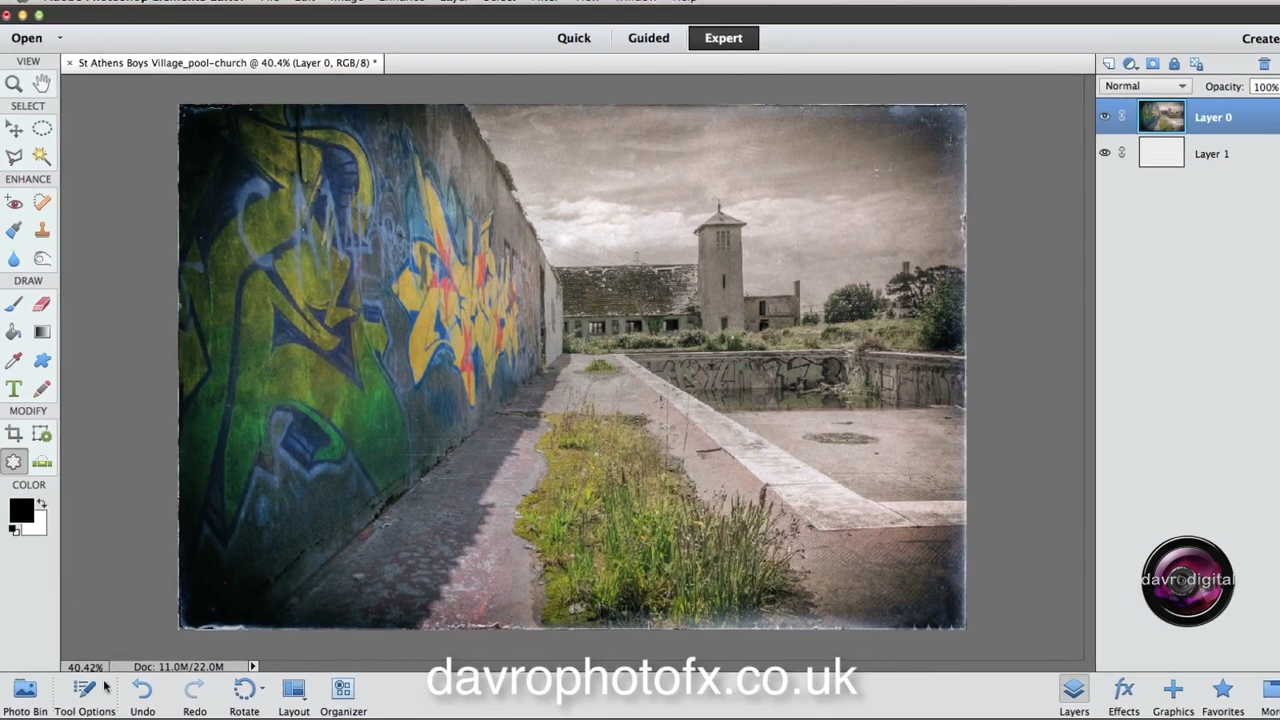 Open
Quick
Guided
Expert
Create
VIEW
× St Athens Boys Village_pool-church @ 40.4% (Layer 0, RGB/8) *
SELECT
ENHANCE
DRAW
MODIFY
COLOR
Normal
Opacity: 100%
Layer 0
Layer 1
davrodigital
40.42%
Doc: 11.0M/22.0M
davrophotofx.co.uk
Photo Bin
Tool Options
Undo
Redo
Rotate
Layout
Organizer
Layers
Effects
Graphics
Favorites